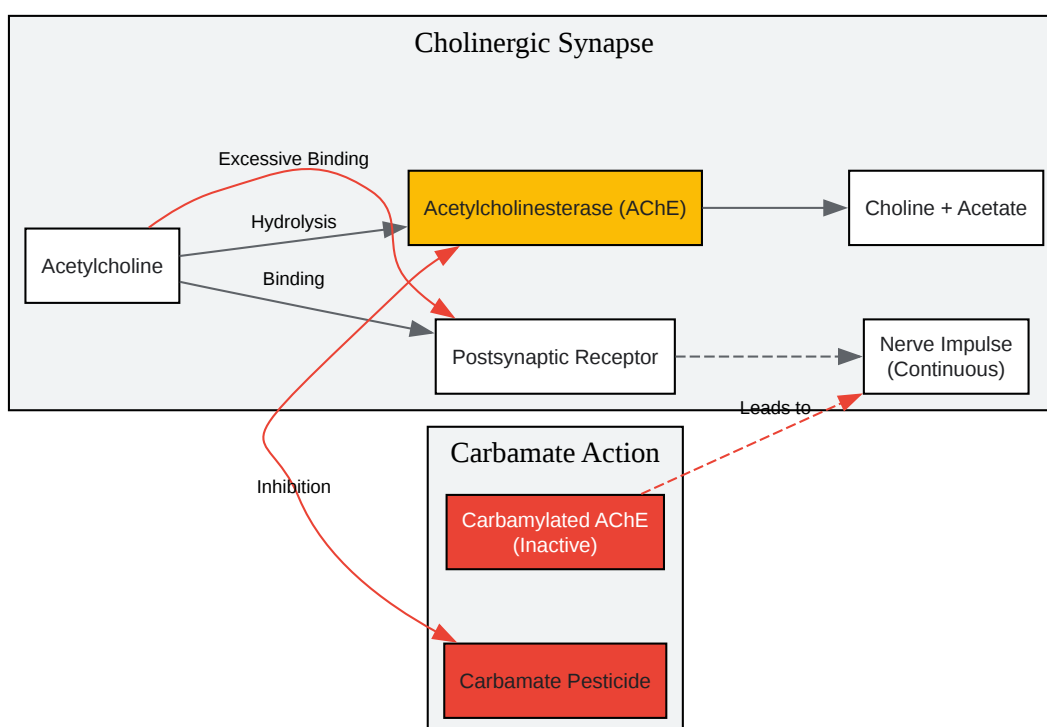 Cholinergic Synapse
Excessive Binding
Hydrolysis
Binding
Acetylcholine
Acetylcholinesterase (AChE)
Choline + Acetate
Postsynaptic Receptor
Nerve Impulse
(Continuous)
Leads to
Inhibition
Carbamate Action
Carbamylated AChE
(Inactive)
Carbamate Pesticide